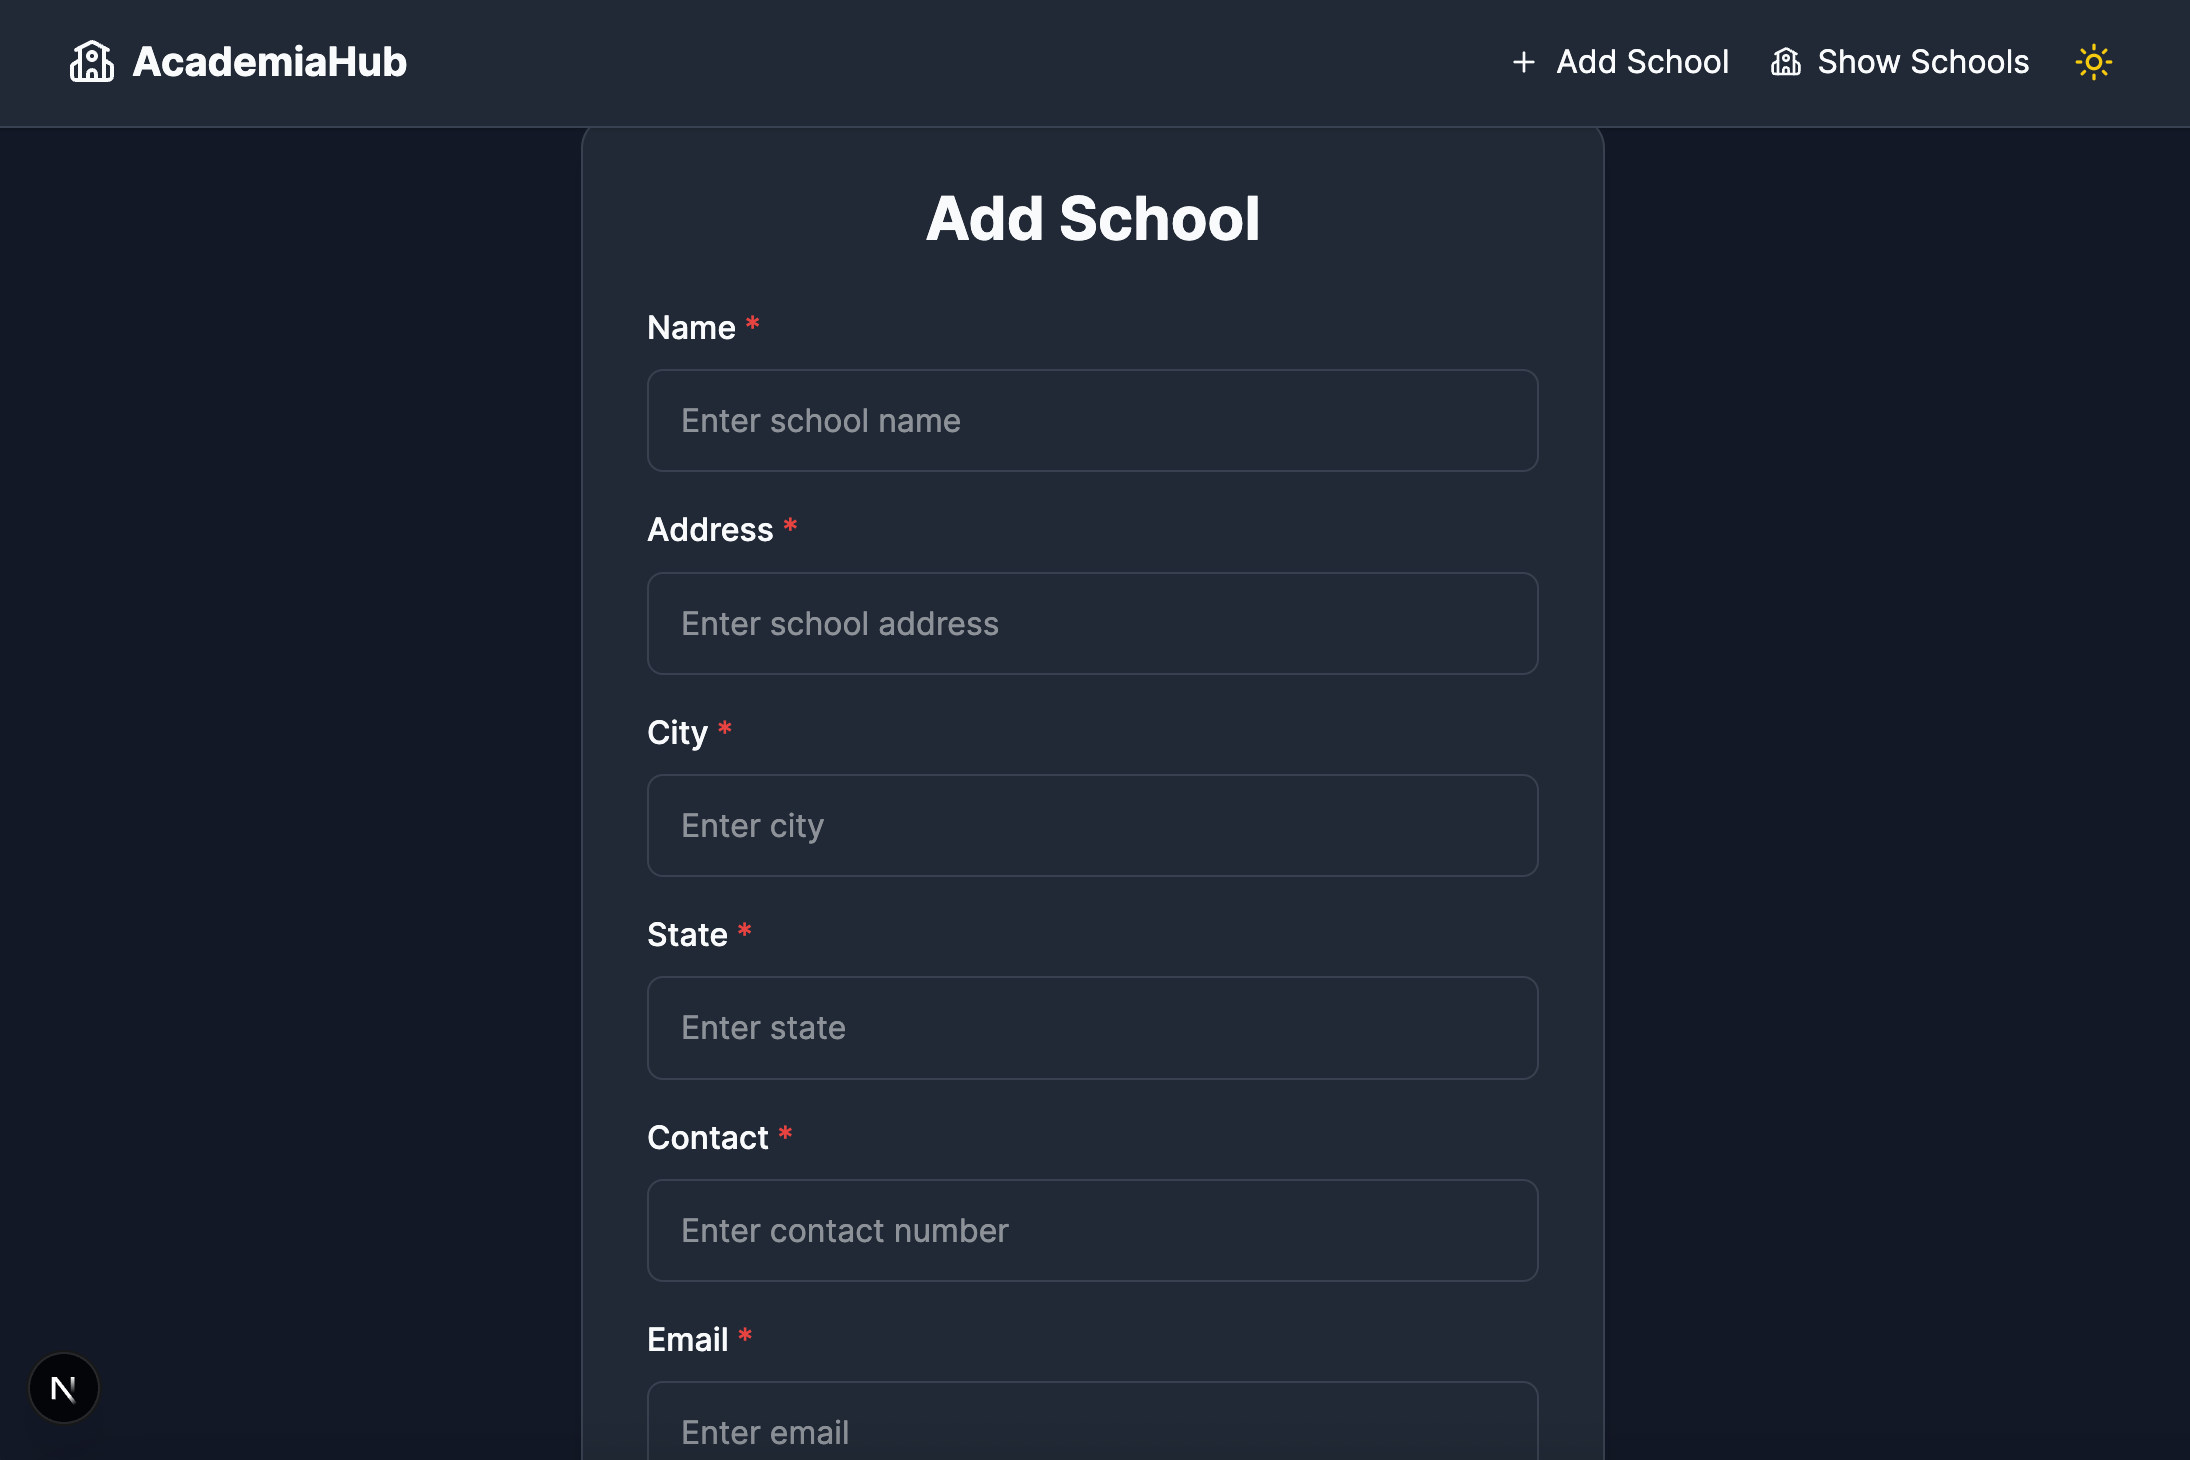 AcademiaHub
Add School
Show Schools
Add School
Name *
Enter school name
Address *
Enter school address
City *
Enter city
State *
Enter state
Contact *
Enter contact number
Email *
Enter email
N